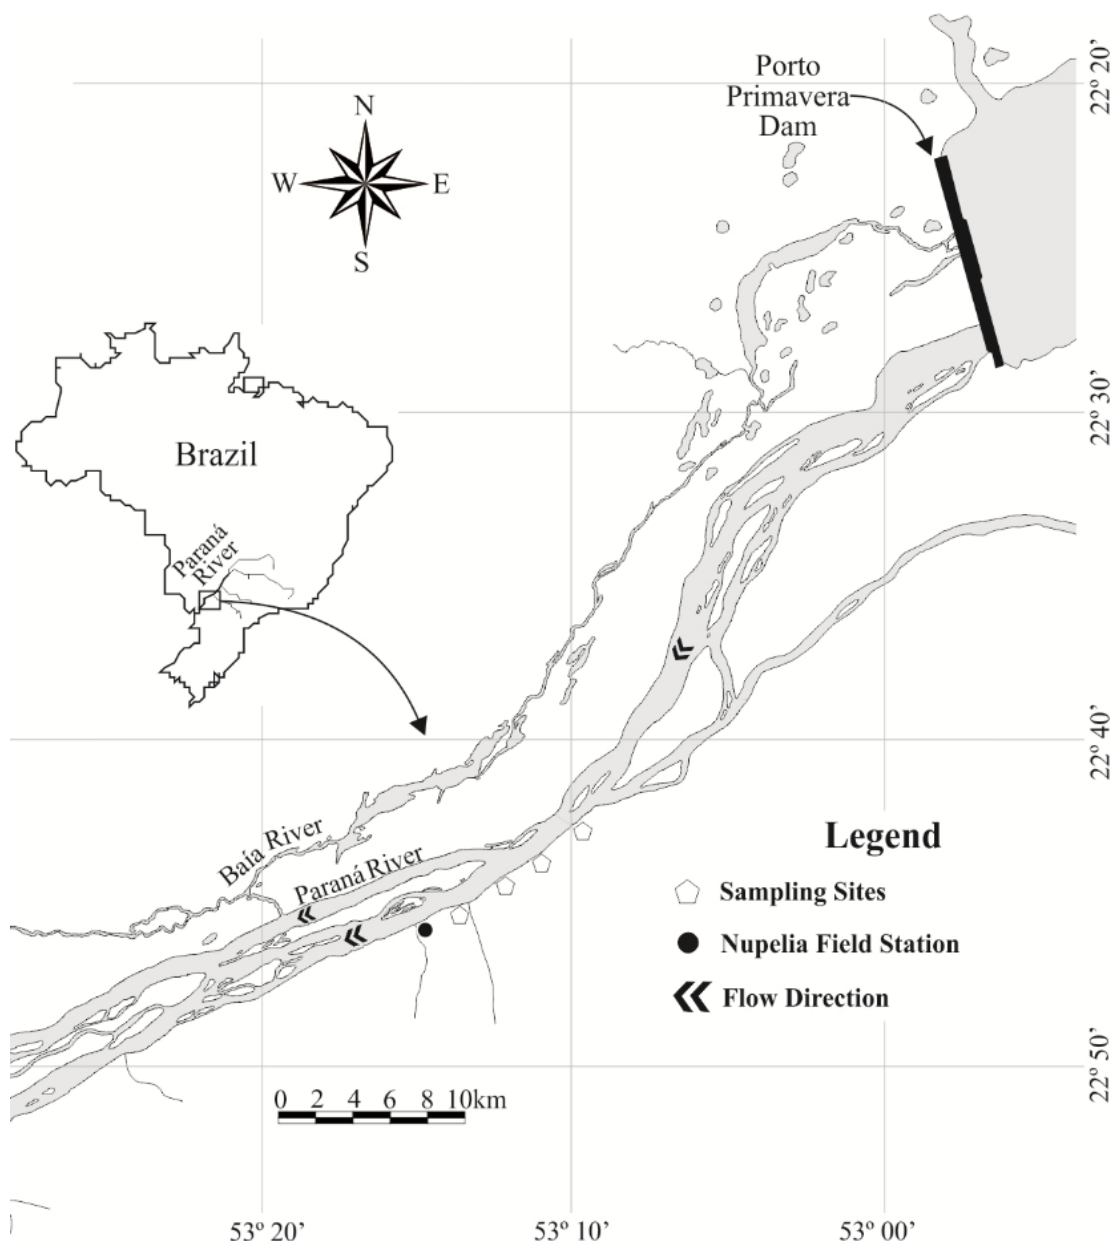 Porto
Primavera
Dam
22º 20’
N
W
E
S
Brazil
Paraná
River
22º 30’
22º 40’
Baía River
Paraná River
Legend
Sampling Sites
Nupelia Field Station
Flow Direction
22º 50’
0 2 4 6 8 10km
53º 20’
53º 10’
53º 00’